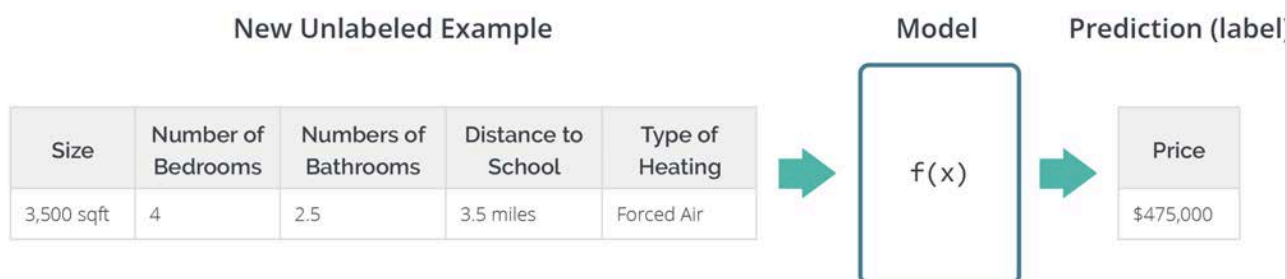 New Unlabeled Example
Model
Prediction (label)
Size
Number of
Bedrooms
Numbers of
Bathrooms
Distance to
School
Type of
Heating
3,500 sqft
4
2.5
3.5 miles
Forced Air
f(x)
Price
$475,000